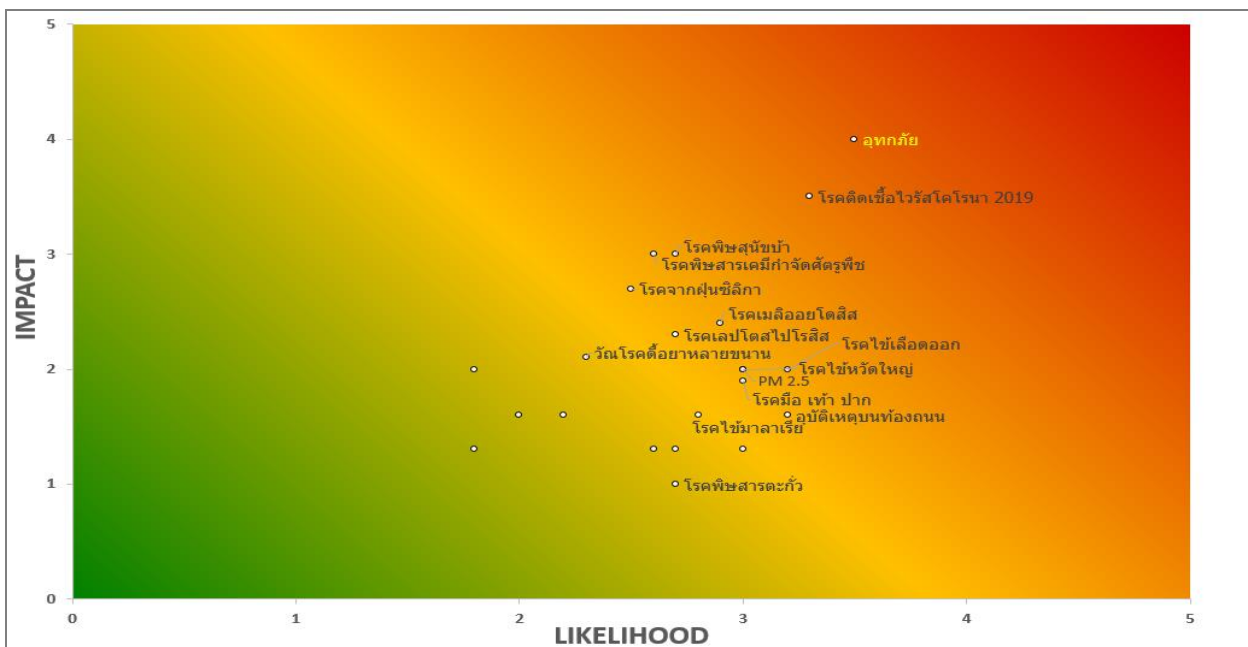 5
4
อุทกภัย
โรคติดเชื้อไวรัสโคโรนา 2019
3
โรคพิษสุนัขบ้า
โรคพิษสารเคมีกำจัดศัตรูพืช
โรคจากฝุ่นซิลิกา
โรคเมลิออยโดสิส
โรคเลปโตสไปโรสิส
โรคไข้เลือดออก
วัณโรคดื้อยาหลายขนาน
2
โรคไข้หวัดใหญ่
PM 2.5
โรคมือ เท้า ปาก
อุบัติเหตุบนท้องถนน
โรคไข้มาลาเรีย
1
โรคพิษสารตะกั่ว
0
0 1 2 3 4 5
IMPACT
LIKELIHOOD